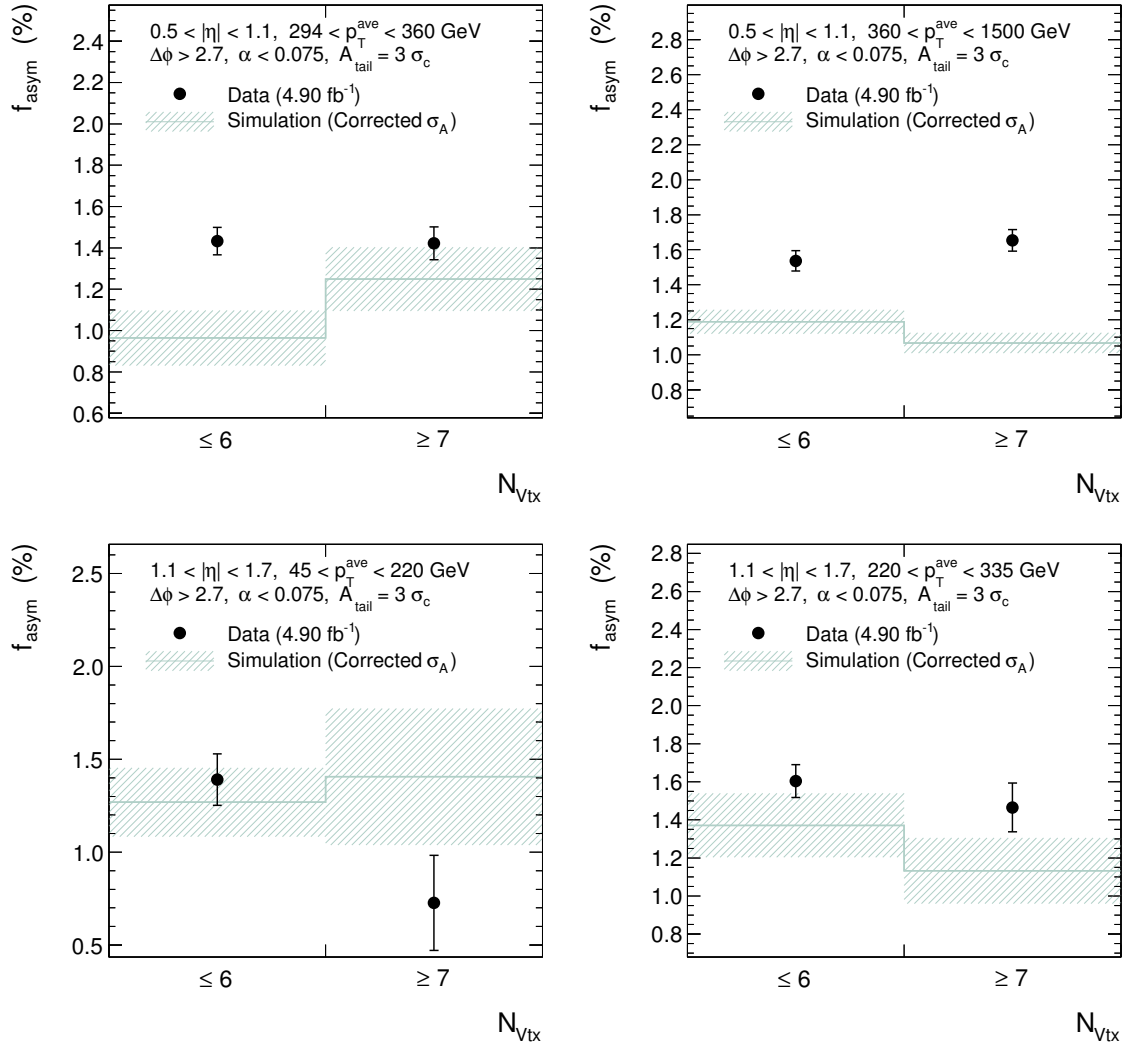 f_asym (%)
0.5 < |η| < 1.1, 294 < p_T^ave < 360 GeV
Δϕ > 2.7, α < 0.075, A_tail = 3 σ_c
Data (4.90 fb⁻¹)
Simulation (Corrected σ_A)
2.4
2.2
2.0
1.8
1.6
1.4
1.2
1.0
0.8
0.6
≤ 6 ≥ 7
N_Vtx
f_asym (%)
0.5 < |η| < 1.1, 360 < p_T^ave < 1500 GeV
Δϕ > 2.7, α < 0.075, A_tail = 3 σ_c
Data (4.90 fb⁻¹)
Simulation (Corrected σ_A)
2.8
2.6
2.4
2.2
2.0
1.8
1.6
1.4
1.2
1.0
0.8
≤ 6 ≥ 7
N_Vtx
f_asym (%)
1.1 < |η| < 1.7, 45 < p_T^ave < 220 GeV
Δϕ > 2.7, α < 0.075, A_tail = 3 σ_c
Data (4.90 fb⁻¹)
Simulation (Corrected σ_A)
2.5
2.0
1.5
1.0
0.5
≤ 6 ≥ 7
N_Vtx
f_asym (%)
1.1 < |η| < 1.7, 220 < p_T^ave < 335 GeV
Δϕ > 2.7, α < 0.075, A_tail = 3 σ_c
Data (4.90 fb⁻¹)
Simulation (Corrected σ_A)
2.8
2.6
2.4
2.2
2.0
1.8
1.6
1.4
1.2
1.0
0.8
≤ 6 ≥ 7
N_Vtx